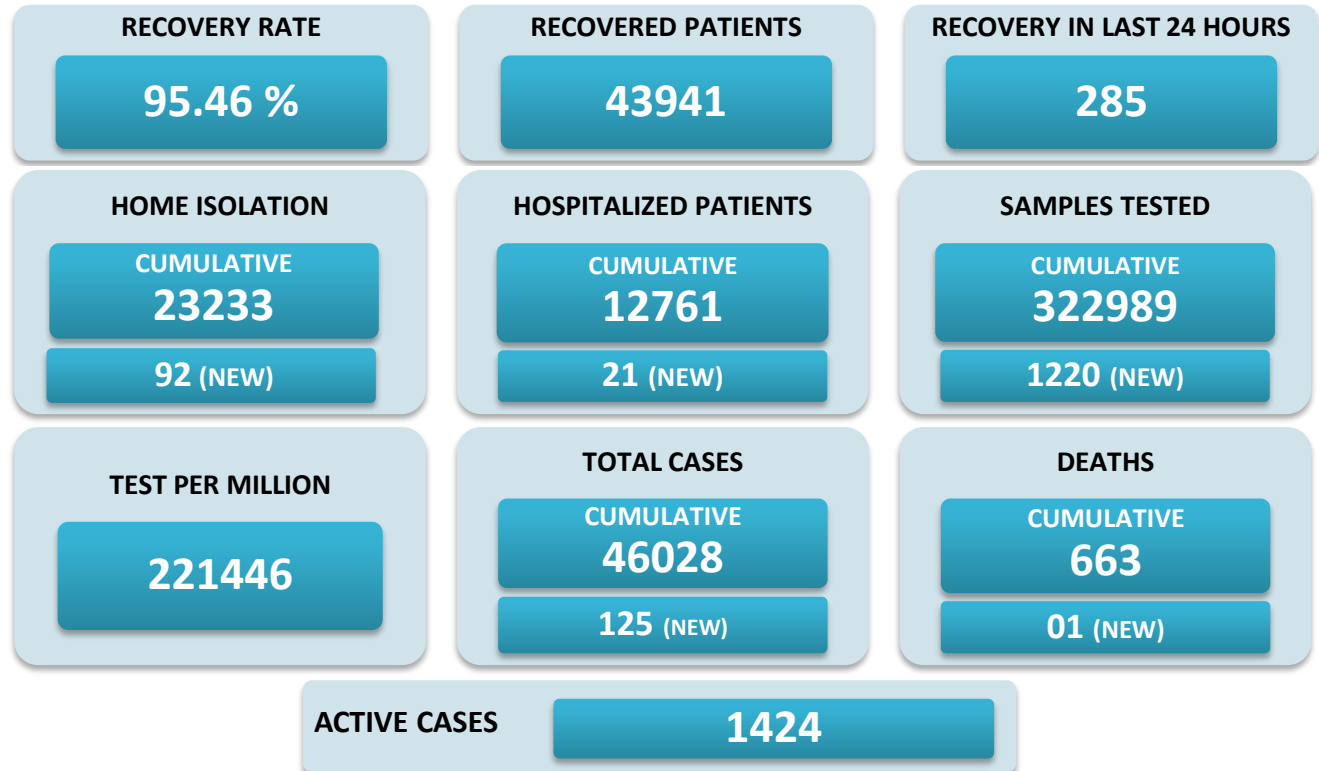 RECOVERY RATE
95.46 %
RECOVERED PATIENTS
43941
RECOVERY IN LAST 24 HOURS
285
HOME ISOLATION
CUMULATIVE
23233
92 (NEW)
HOSPITALIZED PATIENTS
CUMULATIVE
12761
21 (NEW)
SAMPLES TESTED
CUMULATIVE
322989
1220 (NEW)
TEST PER MILLION
221446
TOTAL CASES
CUMULATIVE
46028
125 (NEW)
DEATHS
CUMULATIVE
663
01 (NEW)
ACTIVE CASES
1424